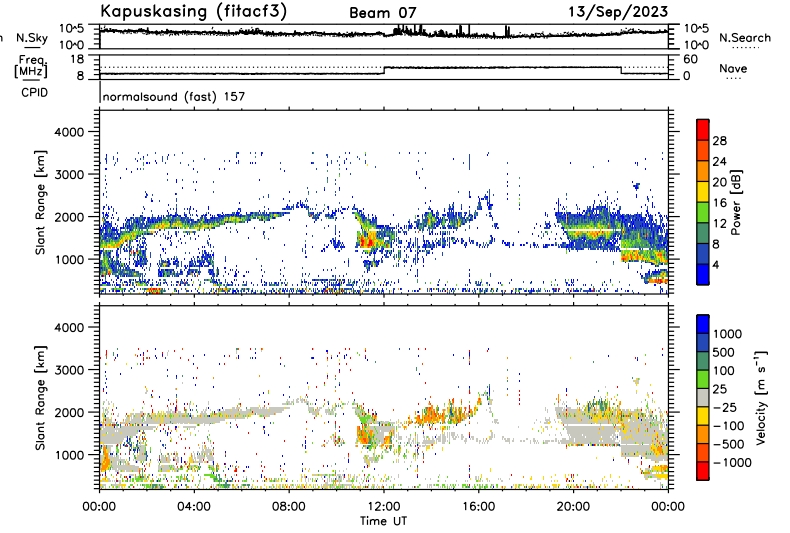 Kapuskasing (fitacf3) Beam 07 13/Sep/2023
N.Sky 10^5 10^0 10^5 10^0 N.Search
Freq. [MHz] 18 8 60 0 Nave
CPID normalsound (fast) 157
Slant Range [km]
4000
3000
2000
1000
28
24
20
16
12
8
4
Power [dB]
Slant Range [km]
4000
3000
2000
1000
1000
500
100
25
-25
-100
-500
-1000
Velocity [m s^-1]
00:00 04:00 08:00 12:00 16:00 20:00 00:00
Time UT